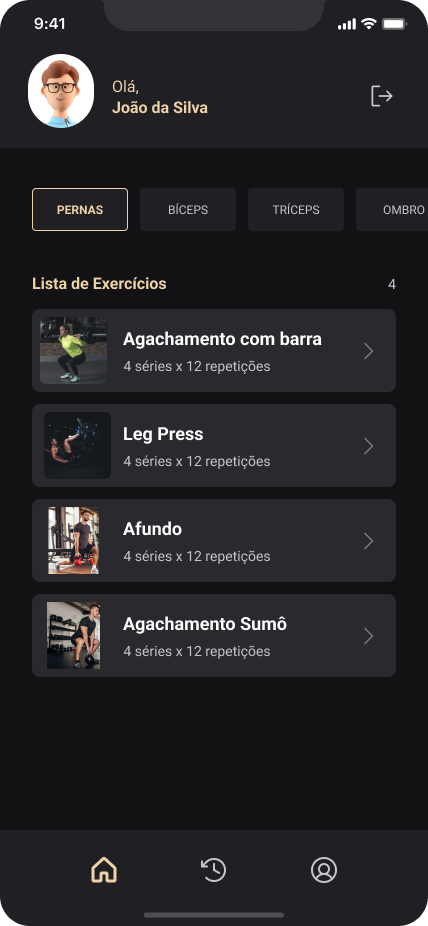 9:41
Olá,
João da Silva
PERNAS
BÍCEPS
TRÍCEPS
OMBRO
Lista de Exercícios
4
Agachamento com barra
4 séries x 12 repetições
Leg Press
4 séries x 12 repetições
Afundo
4 séries x 12 repetições
Agachamento Sumô
4 séries x 12 repetições